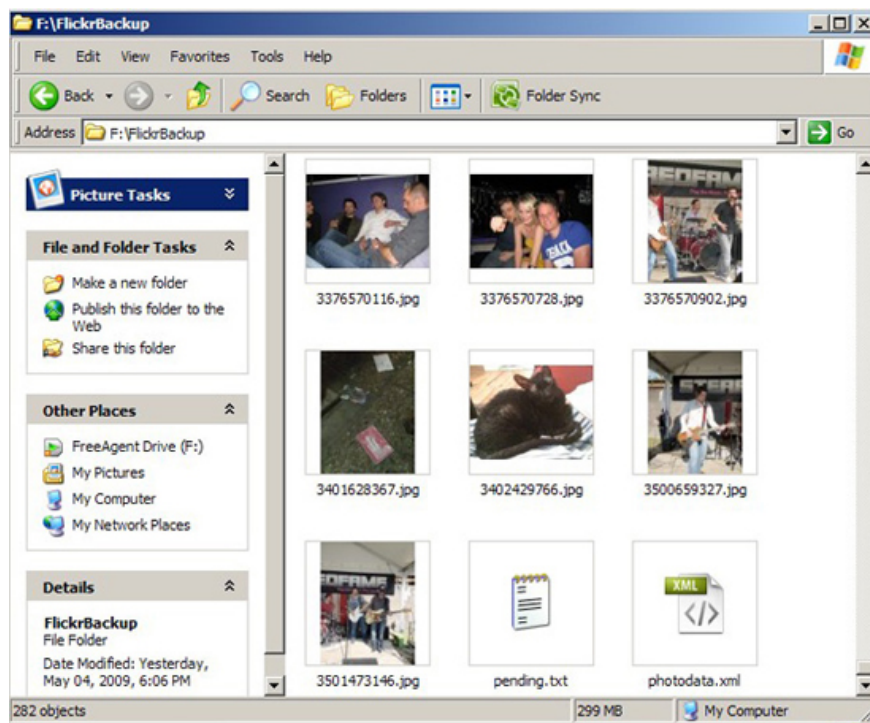 F:\FlickrBackup
File Edit View Favorites Tools Help
Back Search Folders Folder Sync
Address F:\FlickrBackup Go
Picture Tasks
File and Folder Tasks
Make a new folder
Publish this folder to the
Web
Share this folder
Other Places
FreeAgent Drive (F:)
My Pictures
My Computer
My Network Places
Details
FlickrBackup
File Folder
Date Modified: Yesterday,
May 04, 2009, 6:06 PM
REDFAME
3376570116.jpg 3376570728.jpg 3376570902.jpg
3401628367.jpg 3402429766.jpg 3500659327.jpg
XML
3501473146.jpg pending.txt photodata.xml
282 objects 299 MB My Computer